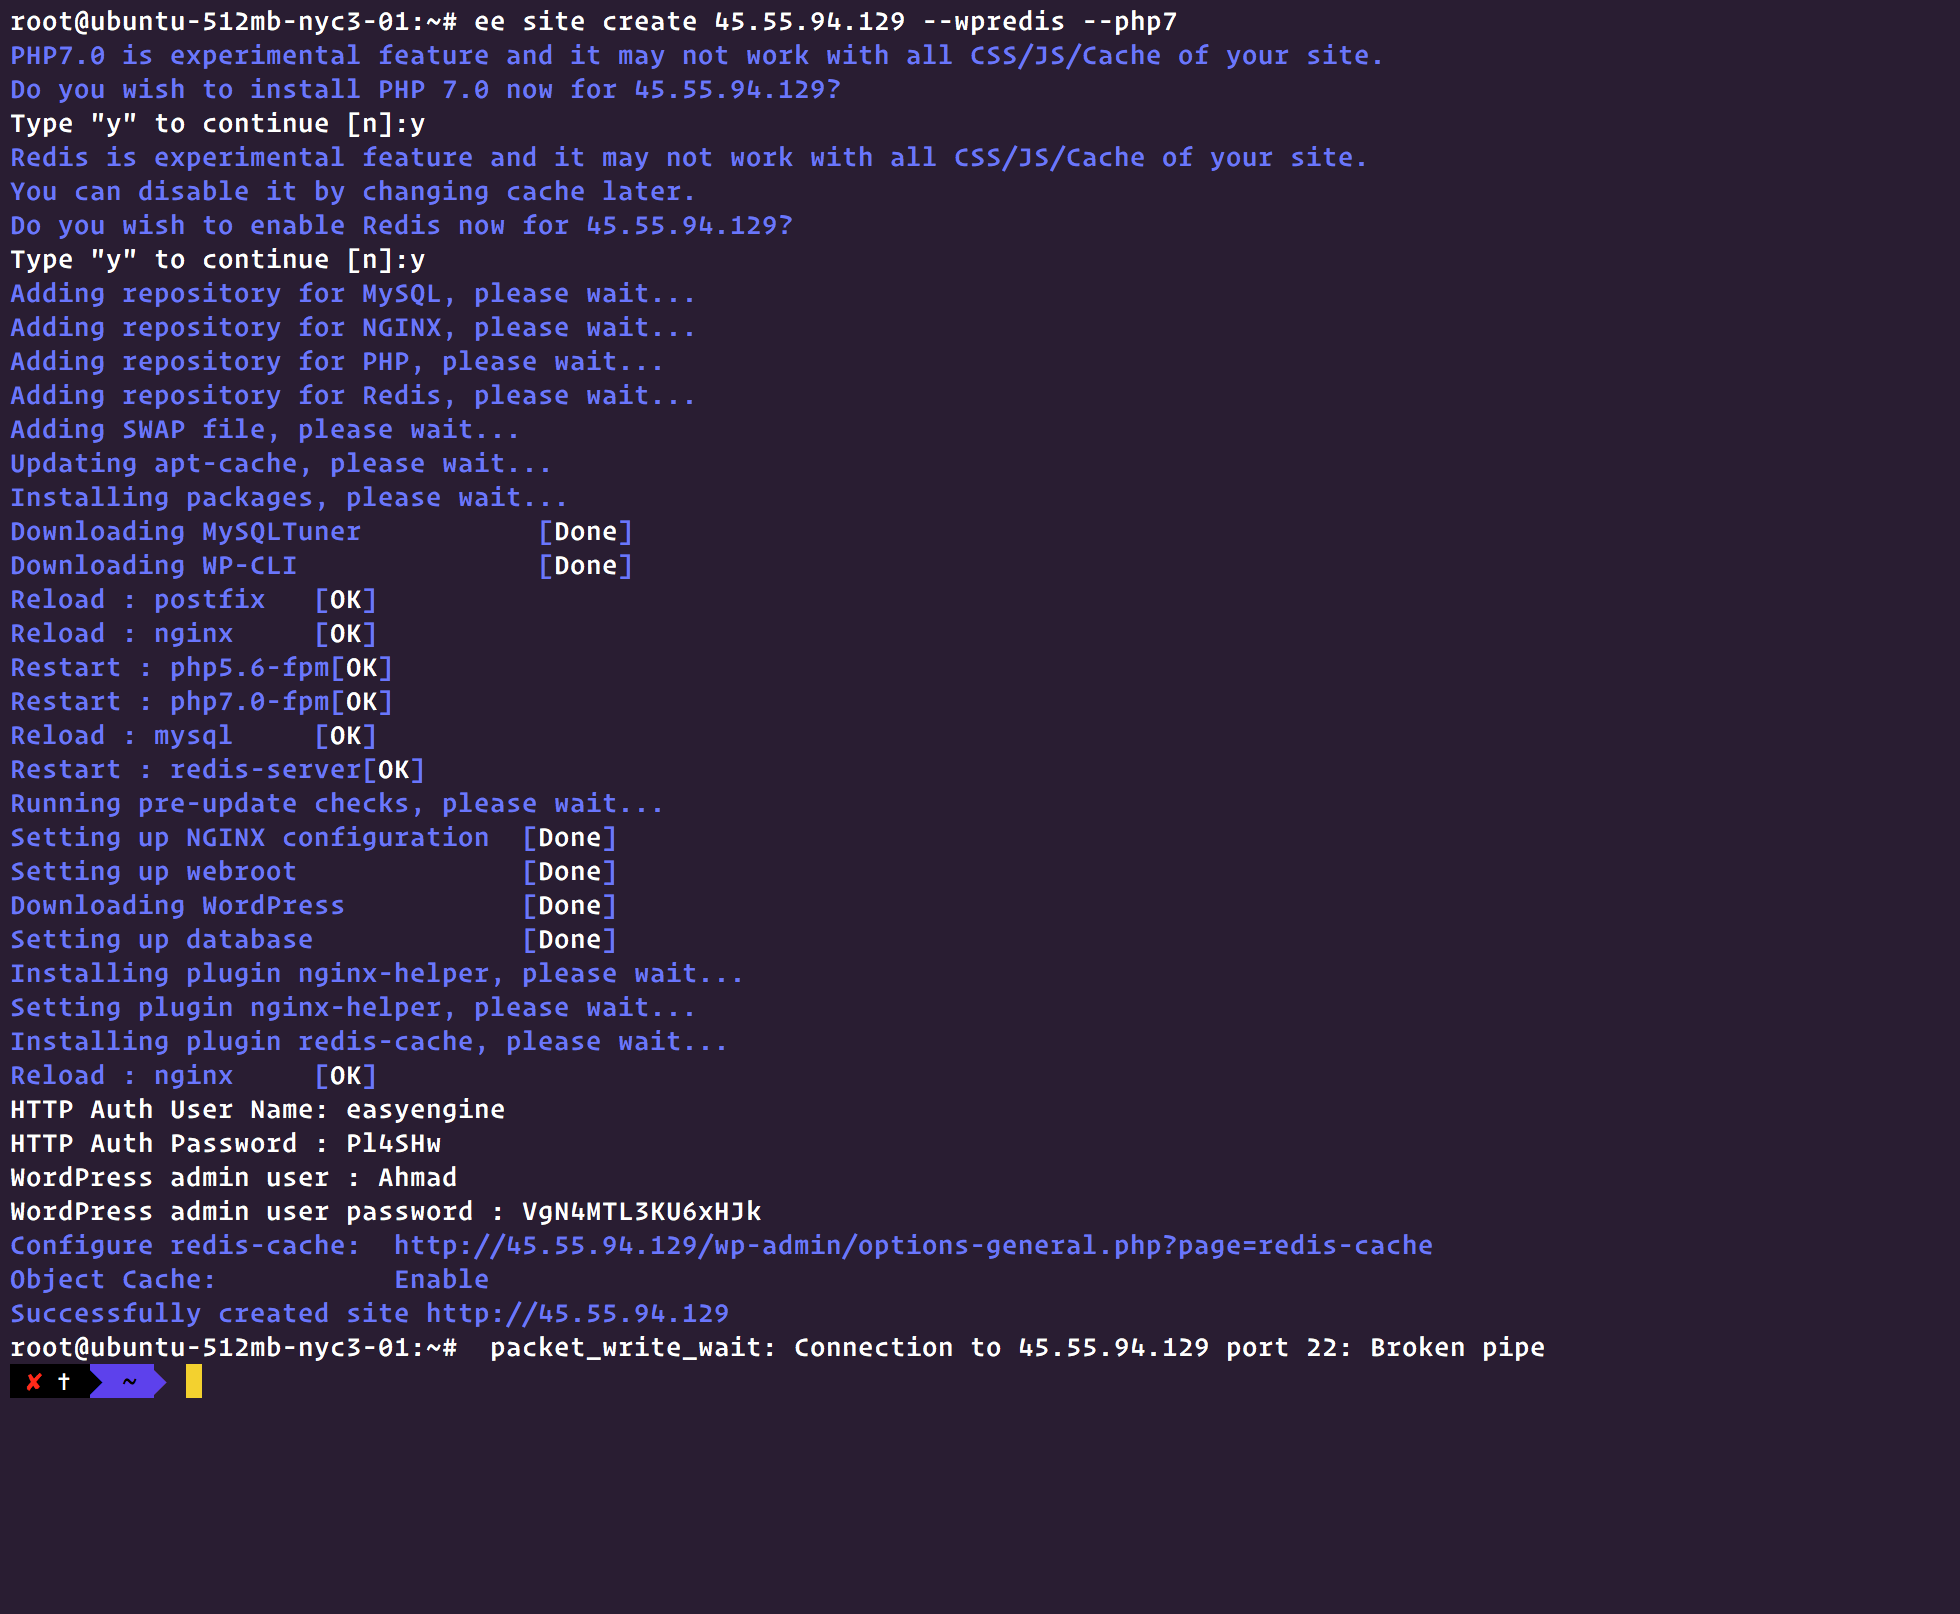 root@ubuntu-512mb-nyc3-01:~# ee site create 45.55.94.129 --wpredis --php7
PHP7.0 is experimental feature and it may not work with all CSS/JS/Cache of your site.
Do you wish to install PHP 7.0 now for 45.55.94.129?
Type "y" to continue [n]:y
Redis is experimental feature and it may not work with all CSS/JS/Cache of your site.
You can disable it by changing cache later.
Do you wish to enable Redis now for 45.55.94.129?
Type "y" to continue [n]:y
Adding repository for MySQL, please wait...
Adding repository for NGINX, please wait...
Adding repository for PHP, please wait...
Adding repository for Redis, please wait...
Adding SWAP file, please wait...
Updating apt-cache, please wait...
Installing packages, please wait...
Downloading MySQLTuner           [Done]
Downloading WP-CLI               [Done]
Reload : postfix   [OK]
Reload : nginx     [OK]
Restart : php5.6-fpm[OK]
Restart : php7.0-fpm[OK]
Reload : mysql     [OK]
Restart : redis-server[OK]
Running pre-update checks, please wait...
Setting up NGINX configuration  [Done]
Setting up webroot              [Done]
Downloading WordPress           [Done]
Setting up database             [Done]
Installing plugin nginx-helper, please wait...
Setting plugin nginx-helper, please wait...
Installing plugin redis-cache, please wait...
Reload : nginx     [OK]
HTTP Auth User Name: easyengine
HTTP Auth Password : Pl4SHw
WordPress admin user : Ahmad
WordPress admin user password : VgN4MTL3KU6xHJk
Configure redis-cache:  http://45.55.94.129/wp-admin/options-general.php?page=redis-cache
Object Cache:           Enable
Successfully created site http://45.55.94.129
root@ubuntu-512mb-nyc3-01:~#  packet_write_wait: Connection to 45.55.94.129 port 22: Broken pipe
✘ † ~